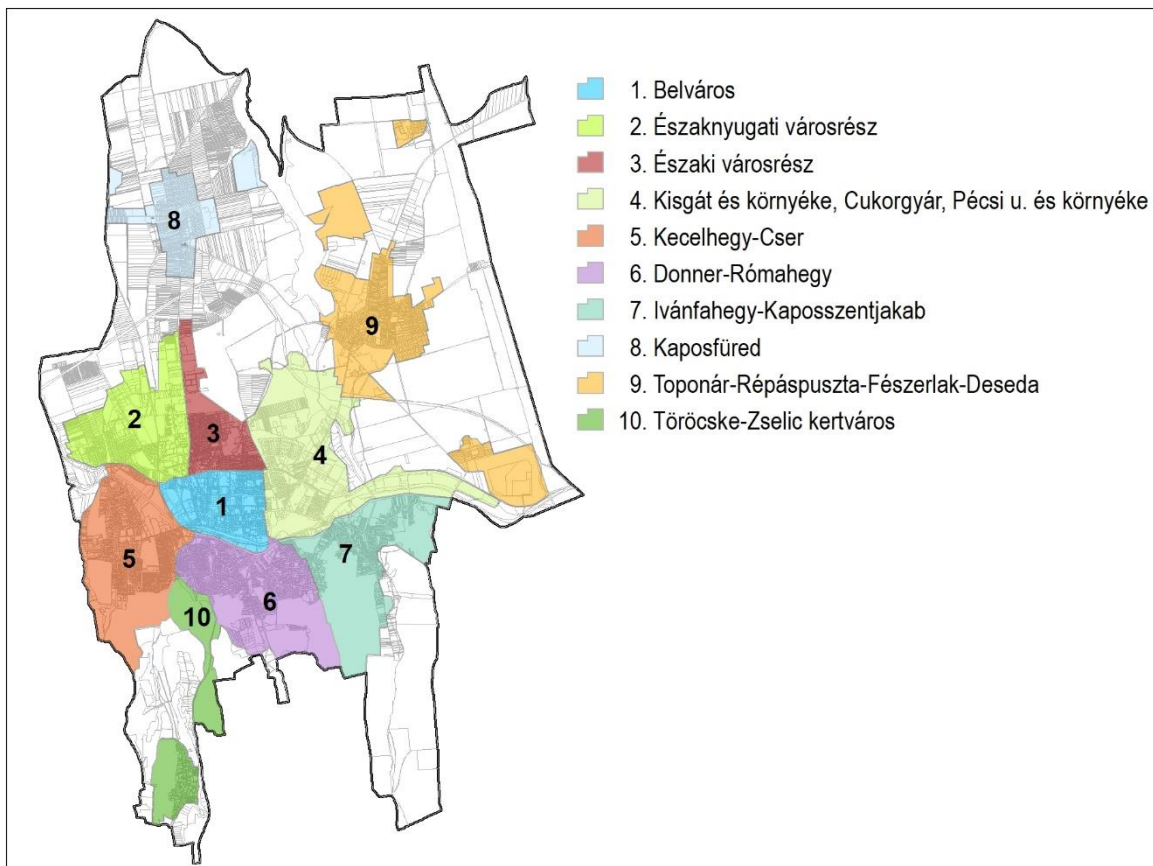 1. Belváros
2. Északnyugati városrész
3. Északi városrész
4. Kisgát és környéke, Cukorgyár, Pécsi u. és környéke
5. Kecelhegy-Cser
6. Donner-Rómahegy
7. Ivánfahegy-Kaposszentjakab
8. Kaposfüred
9. Toponár-Répáspuszta-Fészerlak-Deseda
10. Töröcske-Zselic kertváros
8
9
2
3
4
1
5
7
6
10